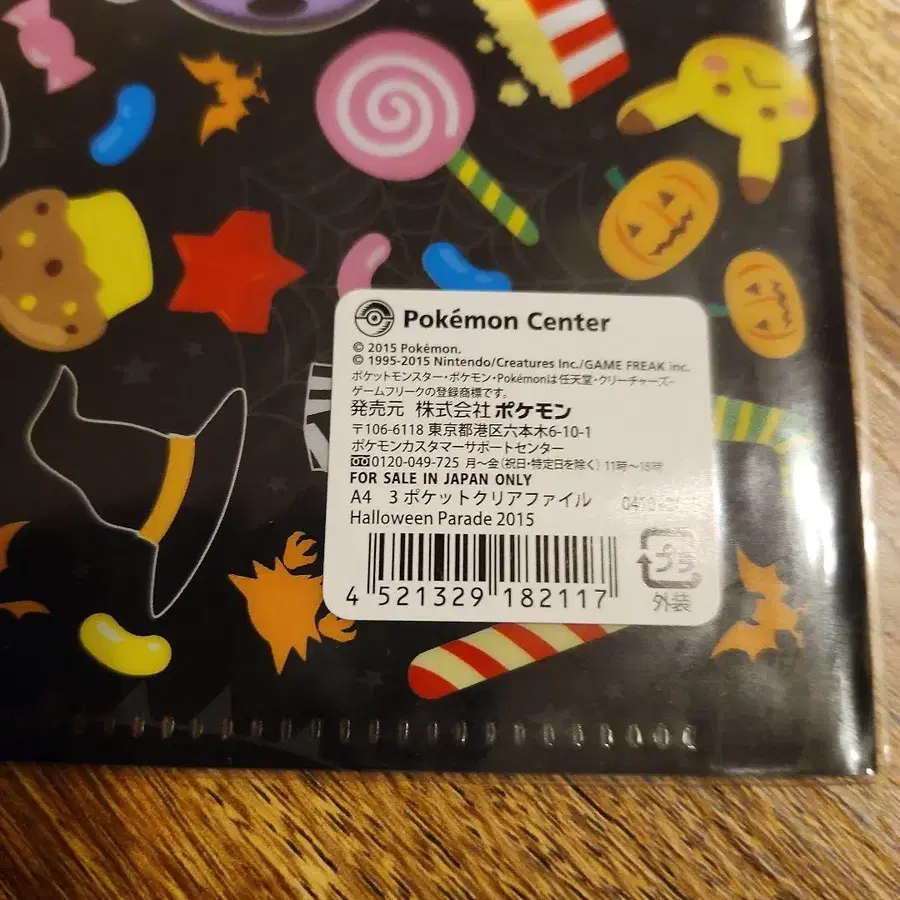 Pokémon Center
© 2015 Pokémon.
© 1995-2015 Nintendo/Creatures Inc./GAME FREAK inc.
ポケットモンスター・ポケモン・Pokémonは任天堂・クリーチャーズ・
ゲームフリークの登録商標です。
発売元 株式会社ポケモン
〒106-6118 東京都港区六本木6-10-1
ポケモンカスタマーサポートセンター
0120-049-725 月～金（祝日・特定日を除く）11時～18時
FOR SALE IN JAPAN ONLY
A4 3ポケットクリアファイル
Halloween Parade 2015
4 521329 182117
プラ
外装